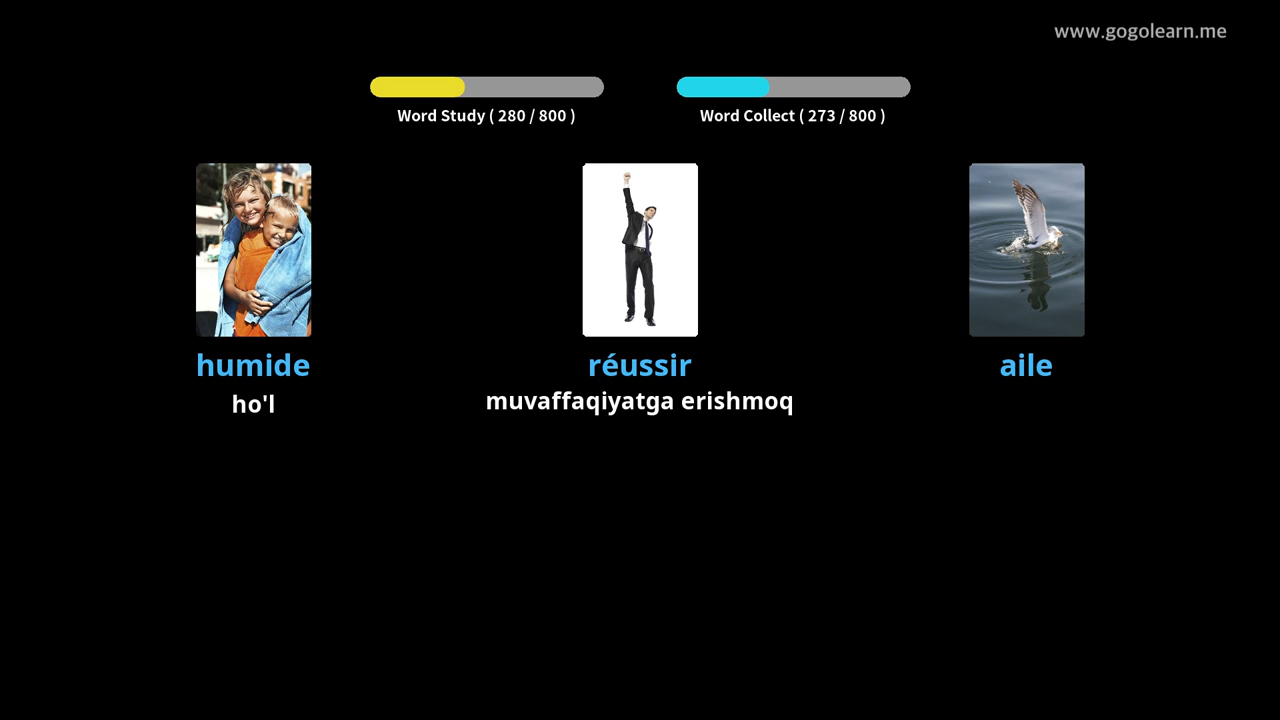 www.gogolearn.me
Word Study ( 280 / 800 )
Word Collect ( 273 / 800 )
humide
ho'l
réussir
muvaffaqiyatga erishmoq
aile